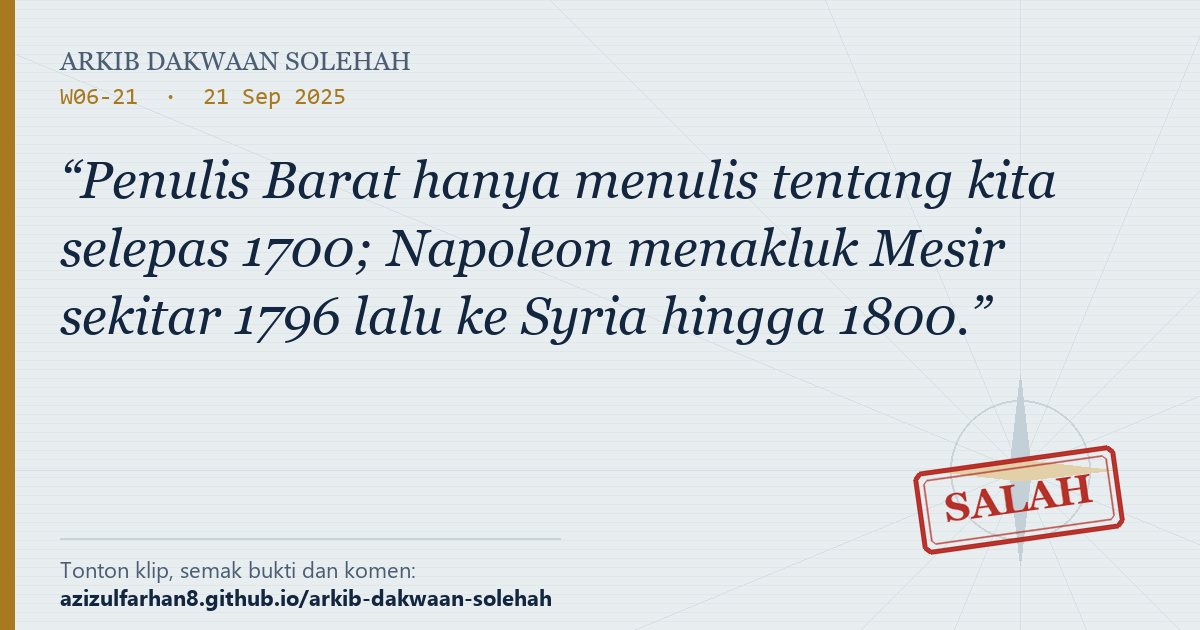 ARKIB DAKWAAN SOLEHAH
W06-21 · 21 Sep 2025
“Penulis Barat hanya menulis tentang kita
selepas 1700; Napoleon menakluk Mesir
sekitar 1796 lalu ke Syria hingga 1800.”
SALAH
Tonton klip, semak bukti dan komen:
azizulfarhan8.github.io/arkib-dakwaan-solehah